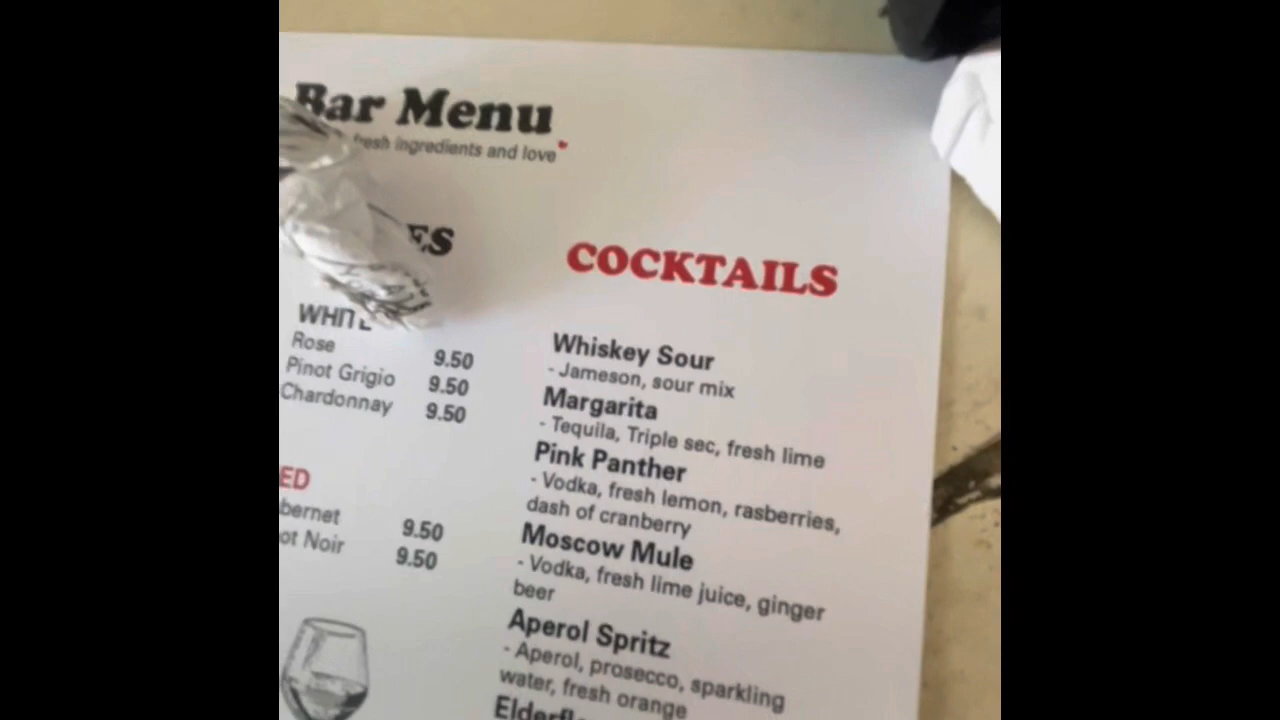 Bar Menu
fresh ingredients and love
COCKTAILS
WHITE
Rose 9.50
Pinot Grigio 9.50
Chardonnay 9.50
ED
bernet 9.50
ot Noir 9.50
Whiskey Sour
- Jameson, sour mix
Margarita
- Tequila, Triple sec, fresh lime
Pink Panther
- Vodka, fresh lemon, rasberries,
dash of cranberry
Moscow Mule
- Vodka, fresh lime juice, ginger
beer
Aperol Spritz
- Aperol, prosecco, sparkling
water, fresh orange